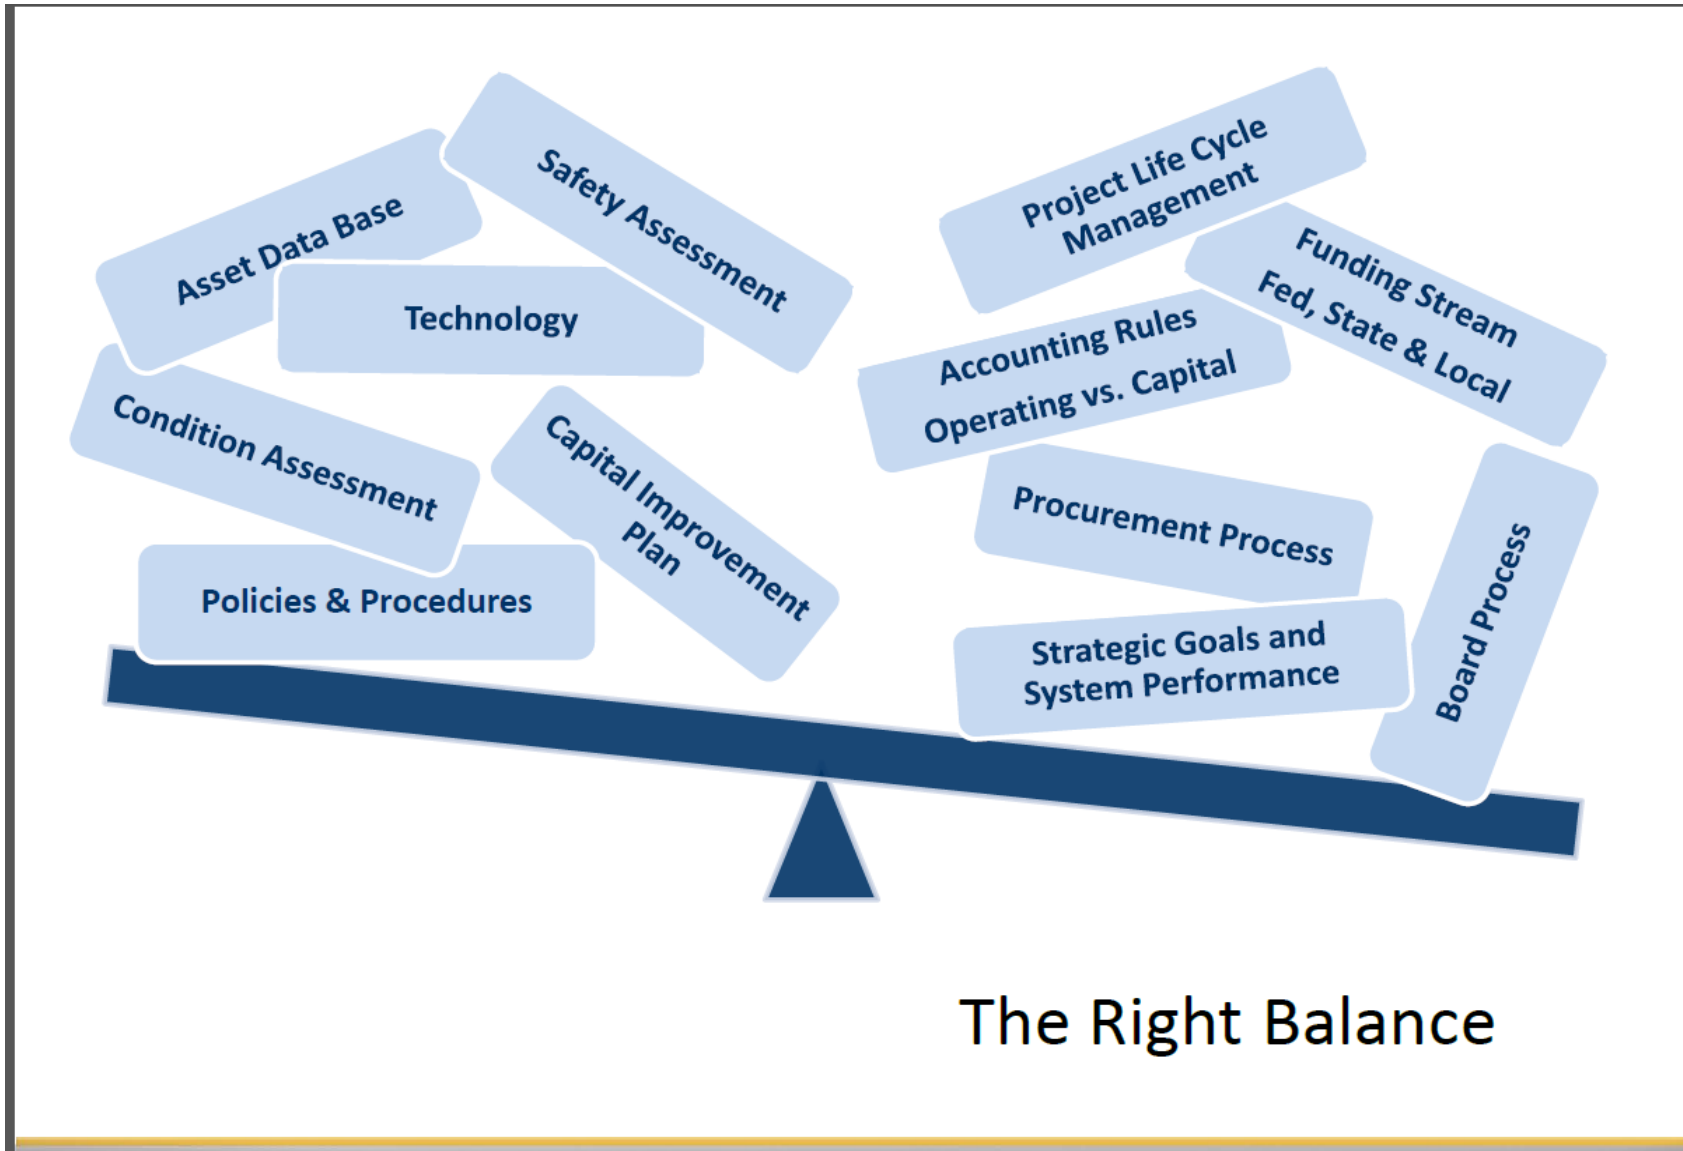 Safety Assessment
Asset Data Base
Technology
Condition Assessment
Capital Improvement
Plan
Policies & Procedures
Project Life Cycle
Management
Funding Stream
Fed, State & Local
Accounting Rules
Operating vs. Capital
Procurement Process
Board Process
Strategic Goals and
System Performance
The Right Balance